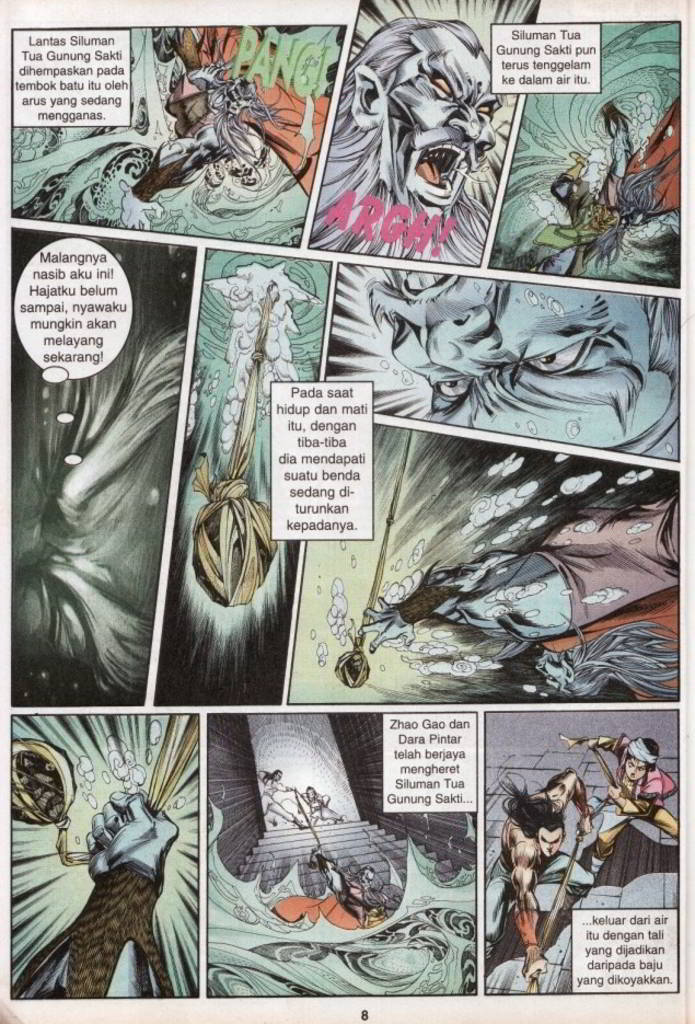 Lantas Siluman
Tua Gunung Sakti
dihempaskan pada
tembok batu itu oleh
arus yang sedang
mengganas.
PANG!
ARGH!
Siluman Tua
Gunung Sakti pun
terus tenggelam
ke dalam air itu.
Malangnya
nasib aku ini!
Hajatku belum
sampai, nyawaku
mungkin akan
melayang
sekarang!
Pada saat
hidup dan mati
itu, dengan
tiba-tiba
dia mendapati
suatu benda
sedang di-
turunkan
kepadanya.
Zhao Gao dan
Dara Pintar
telah berjaya
mengheret
Siluman Tua
Gunung Sakti...
...keluar dari air
itu dengan tali
yang dijadikan
daripada baju
yang dikoyakkan.
8